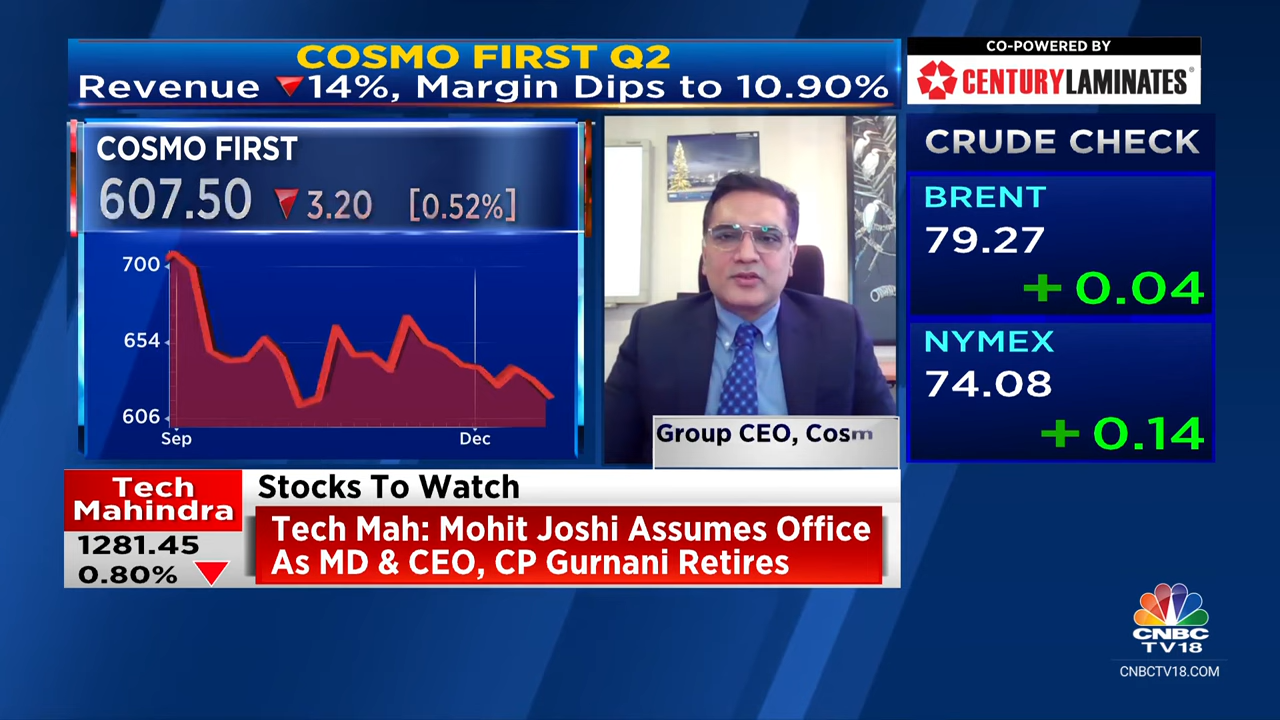 COSMO FIRST Q2
Revenue ▼14%, Margin Dips to 10.90%
CO-POWERED BY
CENTURYLAMINATES®
COSMO FIRST
607.50 ▼ 3.20 [0.52%]
700
654
606
Sep
Dec
Group CEO, Cosm
CRUDE CHECK
BRENT
79.27
+ 0.04
NYMEX
74.08
+ 0.14
Tech
Mahindra
1281.45
0.80% ▼
Stocks To Watch
Tech Mah: Mohit Joshi Assumes Office
As MD & CEO, CP Gurnani Retires
CNBC
TV18
CNBCTV18.COM